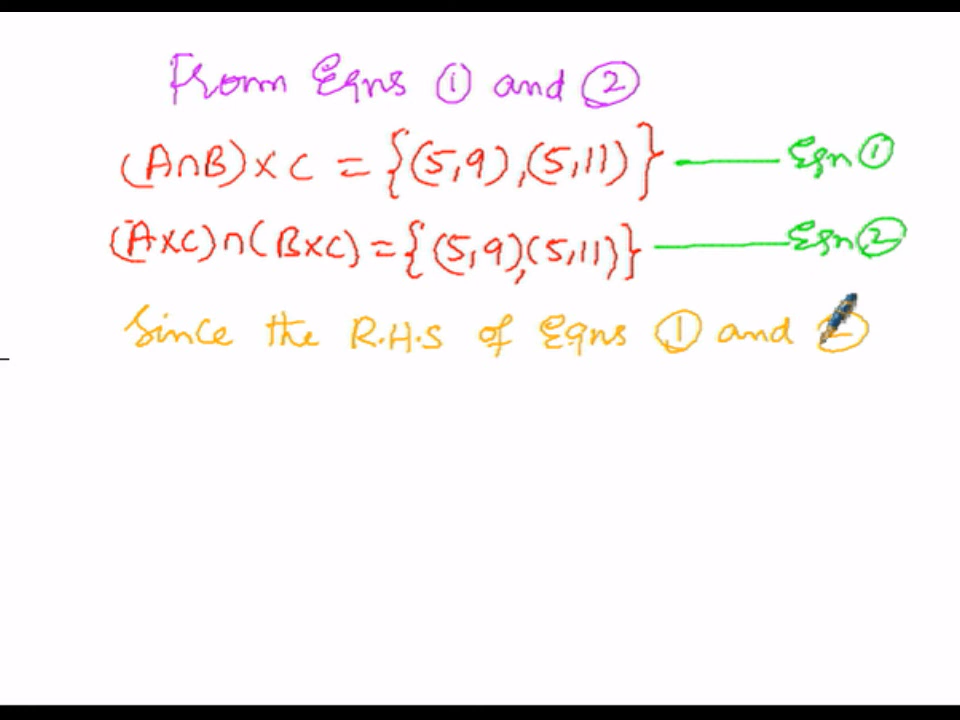 From Eqns ① and ②
(A∩B)×C = {(5,9),(5,11)} —— Eqn ①
(A×C)∩(B×C) = {(5,9),(5,11)} —— Eqn ②
Since the R.H.S of Eqns ① and ②